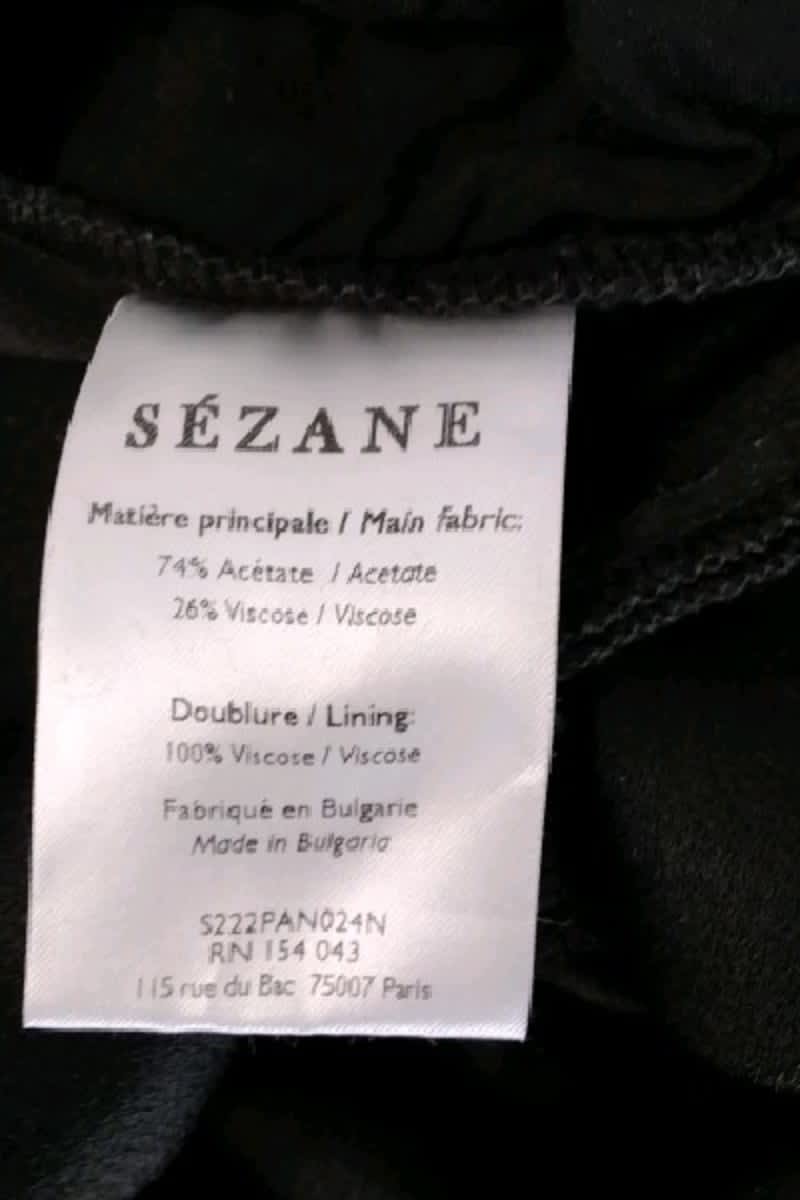 SÉZANE
Matière principale / Main fabric:
74% Acétate / Acetate
26% Viscose / Viscose
Doublure / Lining:
100% Viscose / Viscose
Fabriqué en Bulgarie
Made in Bulgaria
S222PAN024N
RN 154 043
115 rue du Bac 75007 Paris